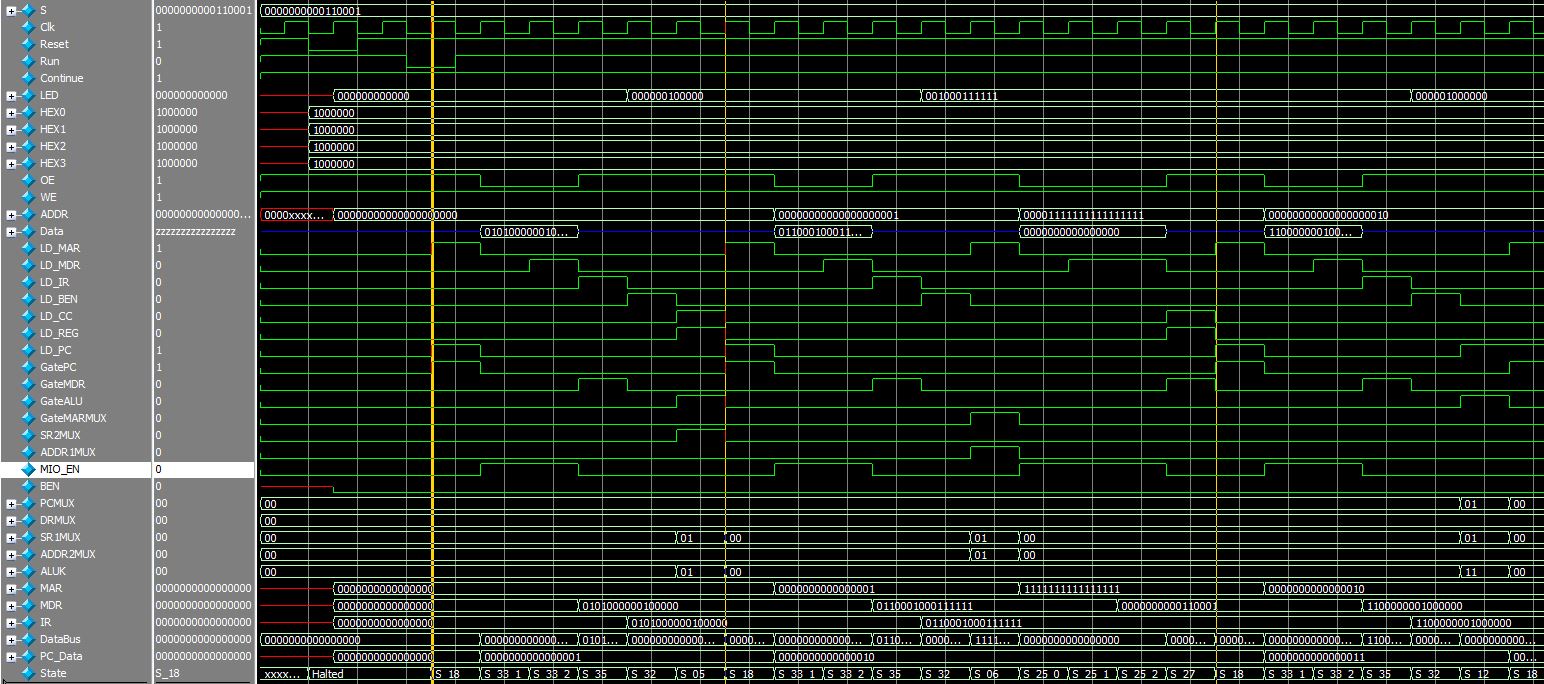 S 0000000000110001 0000000000110001
Clk 1
Reset 1
Run 0
Continue 1
LED 000000000000 000000000000 000000100000 001000111111 000001000000
HEX0 1000000 1000000
HEX1 1000000 1000000
HEX2 1000000 1000000
HEX3 1000000 1000000
OE 1
WE 1
ADDR 00000000000000... 0000xxxx... 00000000000000000000 00000000000000000001 00001111111111111111 00000000000000000010
Data zzzzzzzzzzzzzzzz 010100000010... 011000100011... 0000000000000000 110000000100...
LD_MAR 0
LD_MDR 0
LD_IR 0
LD_BEN 0
LD_CC 0
LD_REG 0
LD_PC 1
GatePC 1
GateMDR 0
GateALU 0
GateMARMUX 0
SR2MUX 0
ADDR1MUX 0
MIO_EN 0
BEN 0
PCMUX 00 00 01 00
DRMUX 00 00
SR1MUX 00 00 01 00 01 00 01 00
ADDR2MUX 00 00 01 00
ALUK 00 00 01 00 11 00
MAR 0000000000000000 0000000000000000 0000000000000001 1111111111111111 0000000000000010
MDR 0000000000000000 0000000000000000 0101000000100000 0110001000111111 0000000000110001 1100000001000000
IR 0000000000000000 0000000000000000 0101000000100000 0110001000111111 1100000001000000
DataBus 0000000000000000 0000000000000000 000000000000... 0101... 000000000000... 0000... 000000000000... 0110... 0000... 1111... 0000000000000000 0000... 0000... 000000000000... 1100... 0000... 000000000000...
PC_Data 0000000000000000 0000000000000000 0000000000000001 0000000000000010 0000000000000011 00...
State S_18 xxxx... Halted S_18 S_33_1 S_33_2 S_35 S_32 S_05 S_18 S_33_1 S_33_2 S_35 S_32 S_06 S_25_0 S_25_1 S_25_2 S_27 S_18 S_33_1 S_33_2 S_35 S_32 S_12 S_18